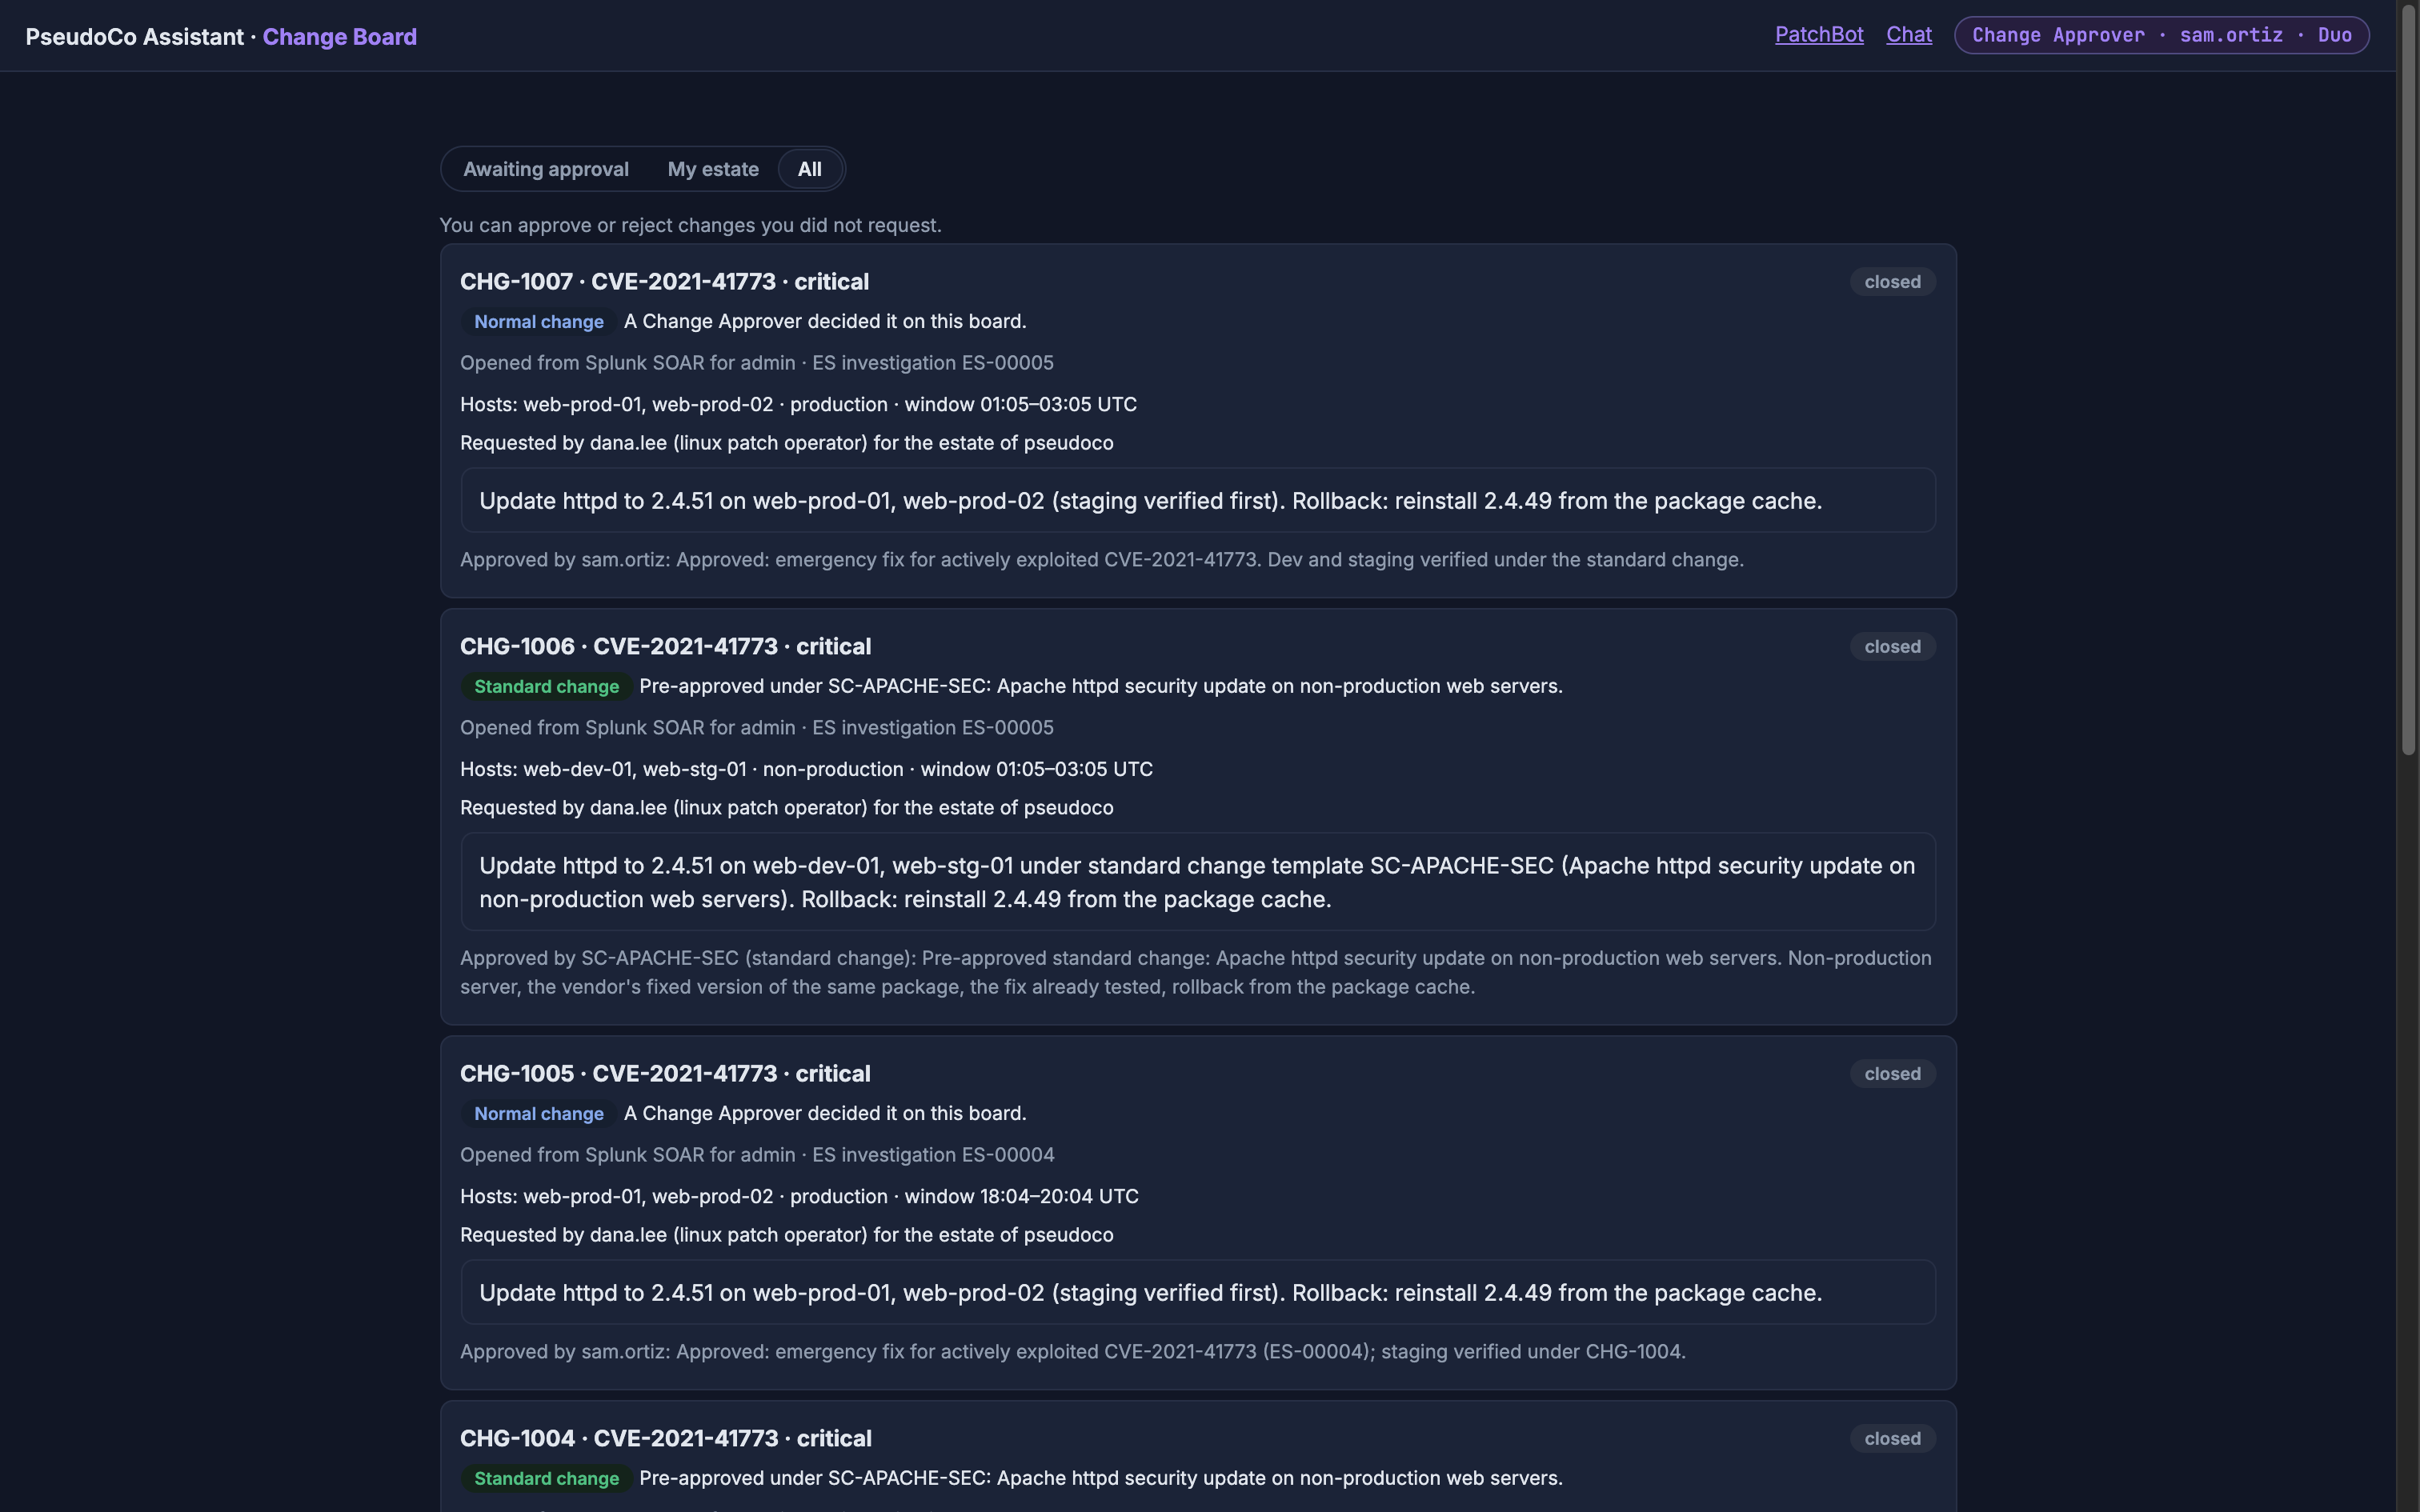 PseudoCo Assistant · Change Board
PatchBot Chat Change Approver · sam.ortiz · Duo
Awaiting approval My estate All
You can approve or reject changes you did not request.
CHG-1007 · CVE-2021-41773 · critical closed
Normal change A Change Approver decided it on this board.
Opened from Splunk SOAR for admin · ES investigation ES-00005
Hosts: web-prod-01, web-prod-02 · production · window 01:05–03:05 UTC
Requested by dana.lee (linux patch operator) for the estate of pseudoco
Update httpd to 2.4.51 on web-prod-01, web-prod-02 (staging verified first). Rollback: reinstall 2.4.49 from the package cache.
Approved by sam.ortiz: Approved: emergency fix for actively exploited CVE-2021-41773. Dev and staging verified under the standard change.
CHG-1006 · CVE-2021-41773 · critical closed
Standard change Pre-approved under SC-APACHE-SEC: Apache httpd security update on non-production web servers.
Opened from Splunk SOAR for admin · ES investigation ES-00005
Hosts: web-dev-01, web-stg-01 · non-production · window 01:05–03:05 UTC
Requested by dana.lee (linux patch operator) for the estate of pseudoco
Update httpd to 2.4.51 on web-dev-01, web-stg-01 under standard change template SC-APACHE-SEC (Apache httpd security update on
non-production web servers). Rollback: reinstall 2.4.49 from the package cache.
Approved by SC-APACHE-SEC (standard change): Pre-approved standard change: Apache httpd security update on non-production web servers. Non-production
server, the vendor's fixed version of the same package, the fix already tested, rollback from the package cache.
CHG-1005 · CVE-2021-41773 · critical closed
Normal change A Change Approver decided it on this board.
Opened from Splunk SOAR for admin · ES investigation ES-00004
Hosts: web-prod-01, web-prod-02 · production · window 18:04–20:04 UTC
Requested by dana.lee (linux patch operator) for the estate of pseudoco
Update httpd to 2.4.51 on web-prod-01, web-prod-02 (staging verified first). Rollback: reinstall 2.4.49 from the package cache.
Approved by sam.ortiz: Approved: emergency fix for actively exploited CVE-2021-41773 (ES-00004); staging verified under CHG-1004.
CHG-1004 · CVE-2021-41773 · critical closed
Standard change Pre-approved under SC-APACHE-SEC: Apache httpd security update on non-production web servers.